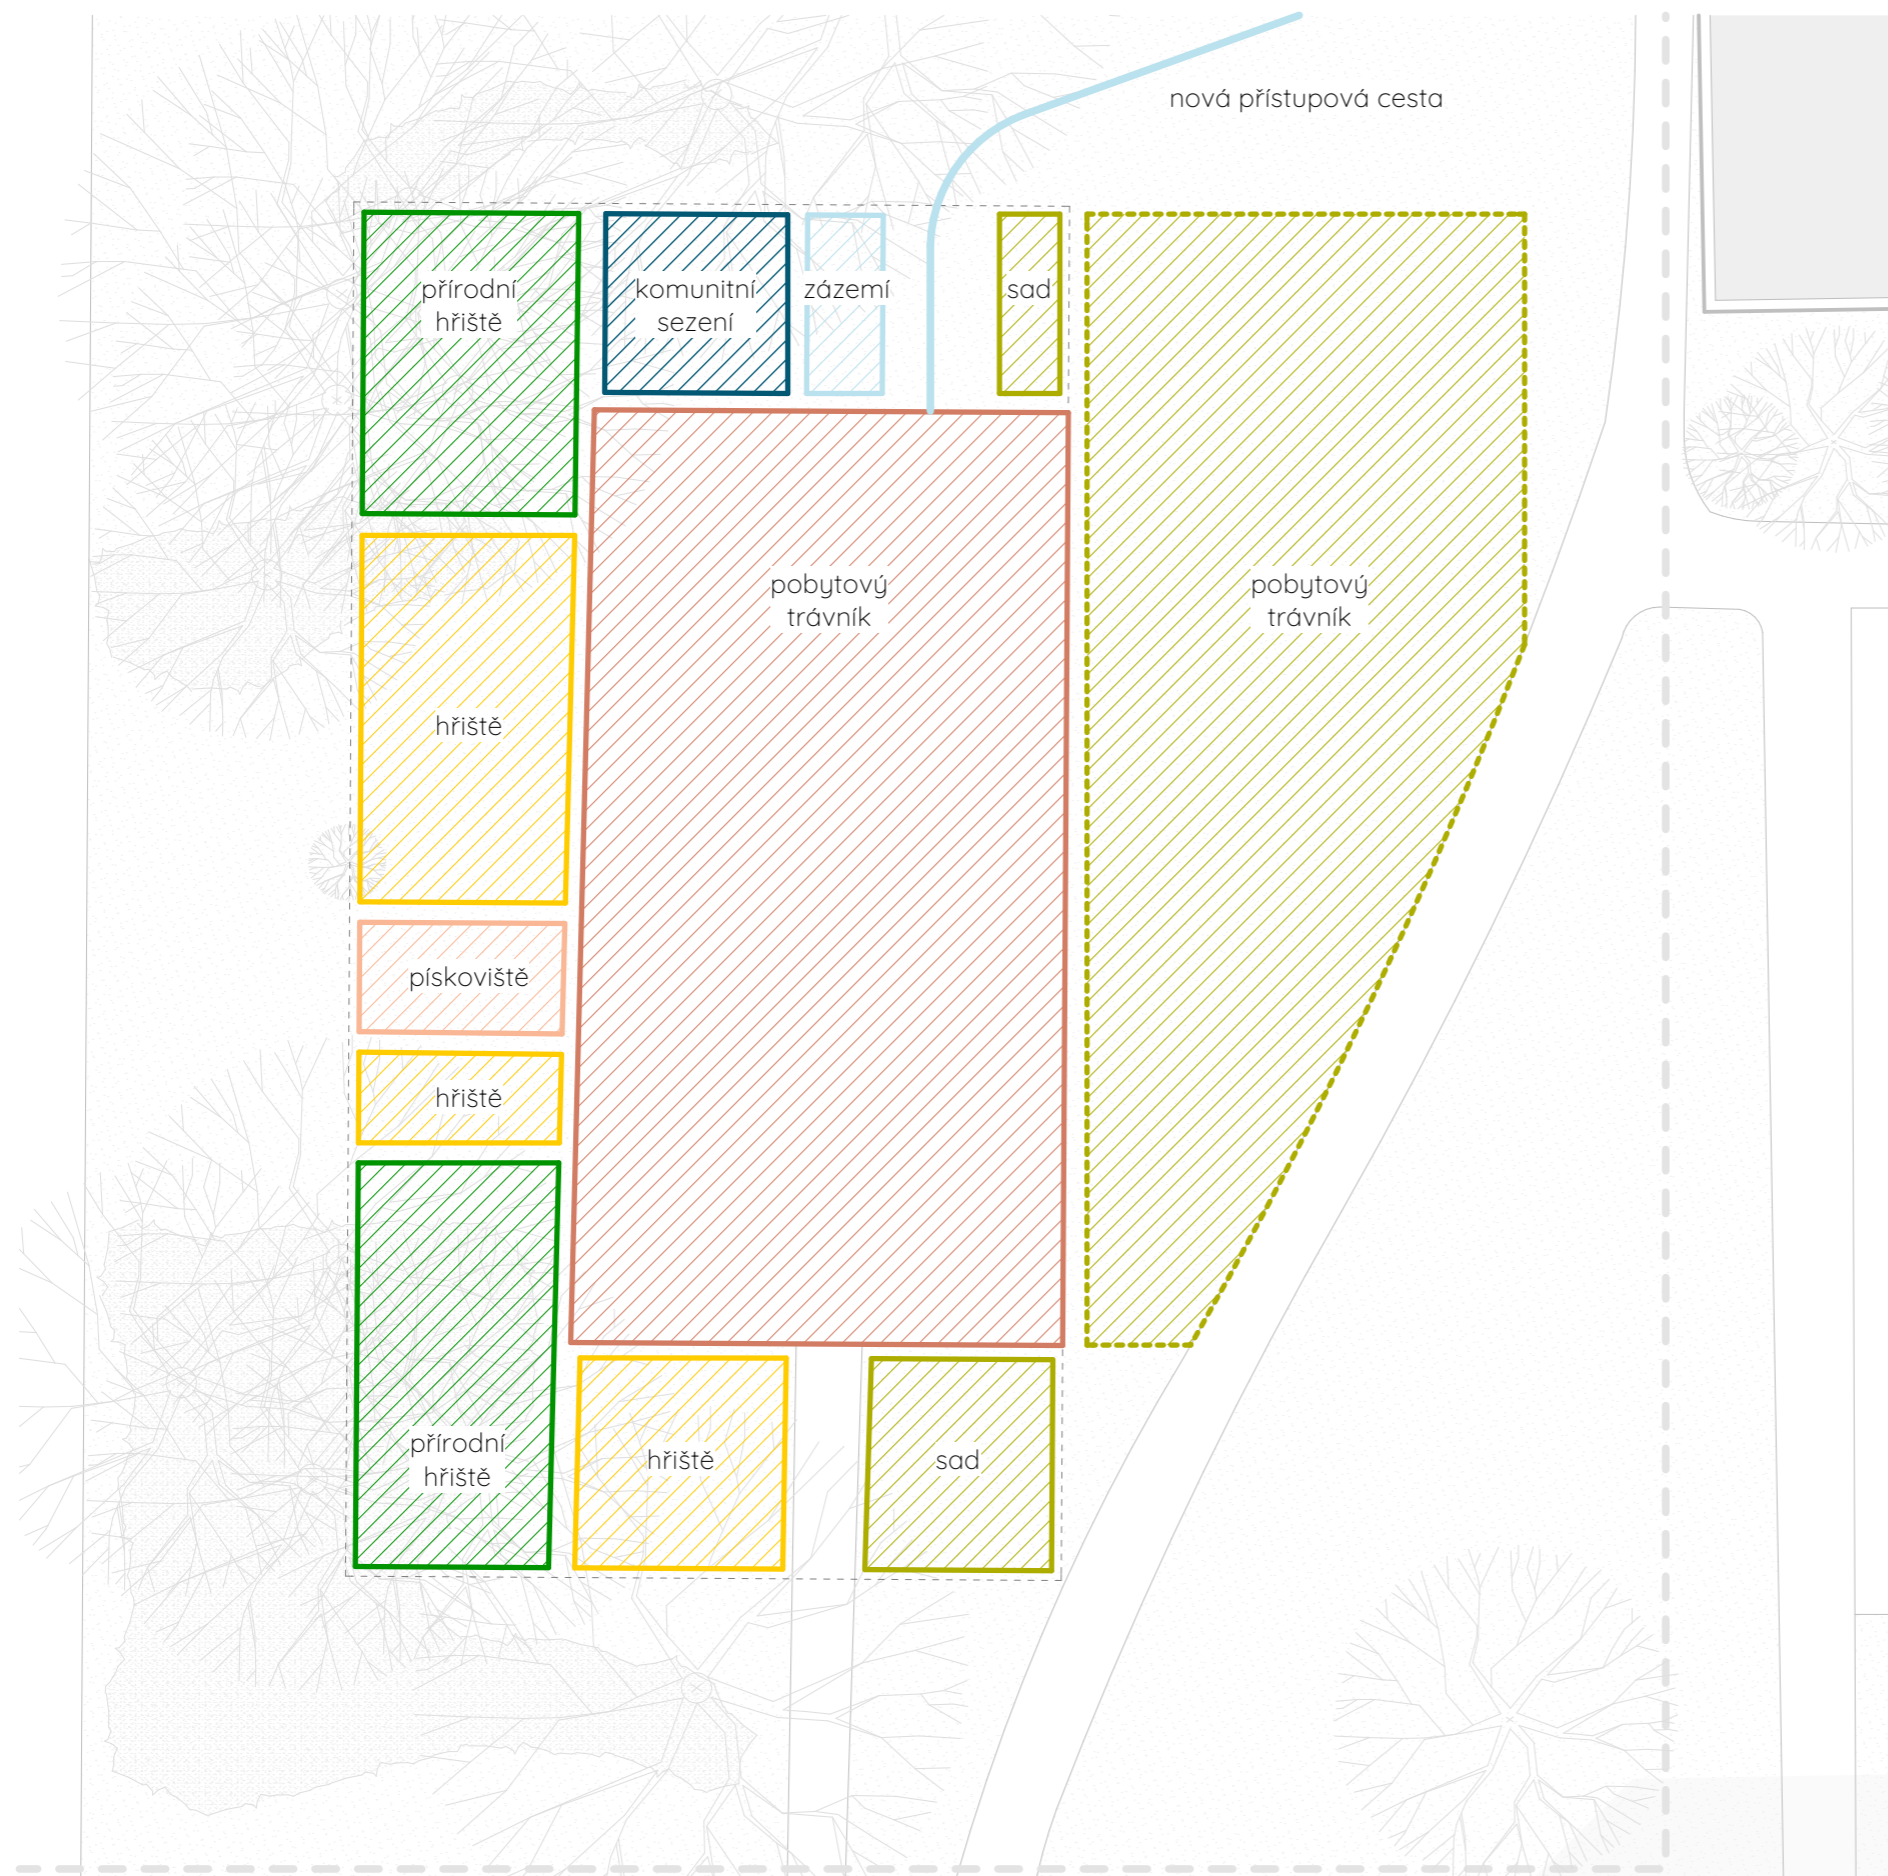 nová přístupová cesta
přírodní
hřiště
komunitní
sezení
zázemí
sad
pobytový
trávník
pobytový
trávník
hřiště
pískoviště
hřiště
přírodní
hřiště
hřiště
sad